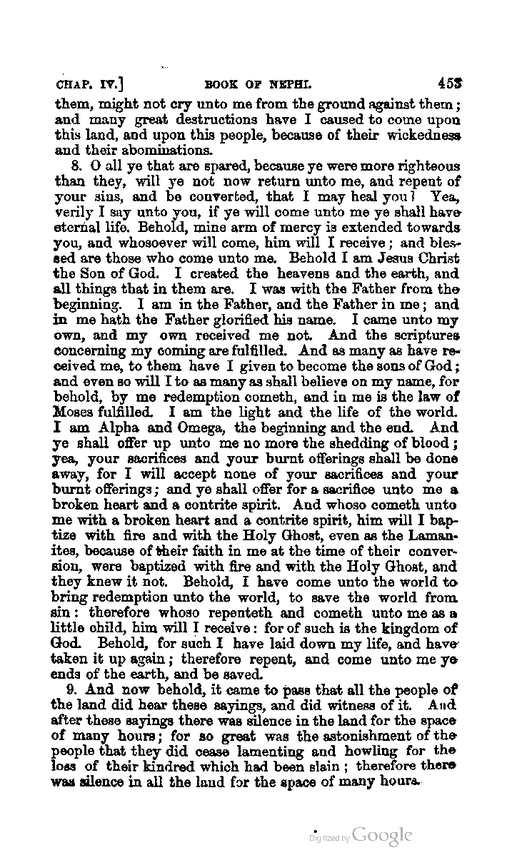 CHAP. IV.] BOOK OF NEPHI. 453
them, might not cry unto me from the ground against them;
and many great destructions have I caused to come upon
this land, and upon this people, because of their wickedness
and their abominations.
8. O all ye that are spared, because ye were more righteous
than they, will ye not now return unto me, and repent of
your sins, and be converted, that I may heal you? Yea,
verily I say unto you, if ye will come unto me ye shall have
eternal life. Behold, mine arm of mercy is extended towards
you, and whosoever will come, him will I receive; and bles-
sed are those who come unto me. Behold I am Jesus Christ
the Son of God. I created the heavens and the earth, and
all things that in them are. I was with the Father from the
beginning. I am in the Father, and the Father in me; and
in me hath the Father glorified his name. I came unto my
own, and my own received me not. And the scriptures
concerning my coming are fulfilled. And as many as have re-
ceived me, to them have I given to become the sons of God;
and even so will I to as many as shall believe on my name, for
behold, by me redemption cometh, and in me is the law of
Moses fulfilled. I am the light and the life of the world.
I am Alpha and Omega, the beginning and the end. And
ye shall offer up unto me no more the shedding of blood;
yea, your sacrifices and your burnt offerings shall be done
away, for I will accept none of your sacrifices and your
burnt offerings; and ye shall offer for a sacrifice unto me a
broken heart and a contrite spirit. And whoso cometh unto
me with a broken heart and a contrite spirit, him will I bap-
tize with fire and with the Holy Ghost, even as the Laman-
ites, because of their faith in me at the time of their conver-
sion, were baptized with fire and with the Holy Ghost, and
they knew it not. Behold, I have come unto the world to
bring redemption unto the world, to save the world from
sin: therefore whoso repenteth and cometh unto me as a
little child, him will I receive: for of such is the kingdom of
God. Behold, for such I have laid down my life, and have
taken it up again; therefore repent, and come unto me ye
ends of the earth, and be saved.
9. And now behold, it came to pass that all the people of
the land did hear these sayings, and did witness of it. And
after these sayings there was silence in the land for the space
of many hours; for so great was the astonishment of the
people that they did cease lamenting and howling for the
loss of their kindred which had been slain; therefore there
was silence in all the land for the space of many hours.
Digitized by Google